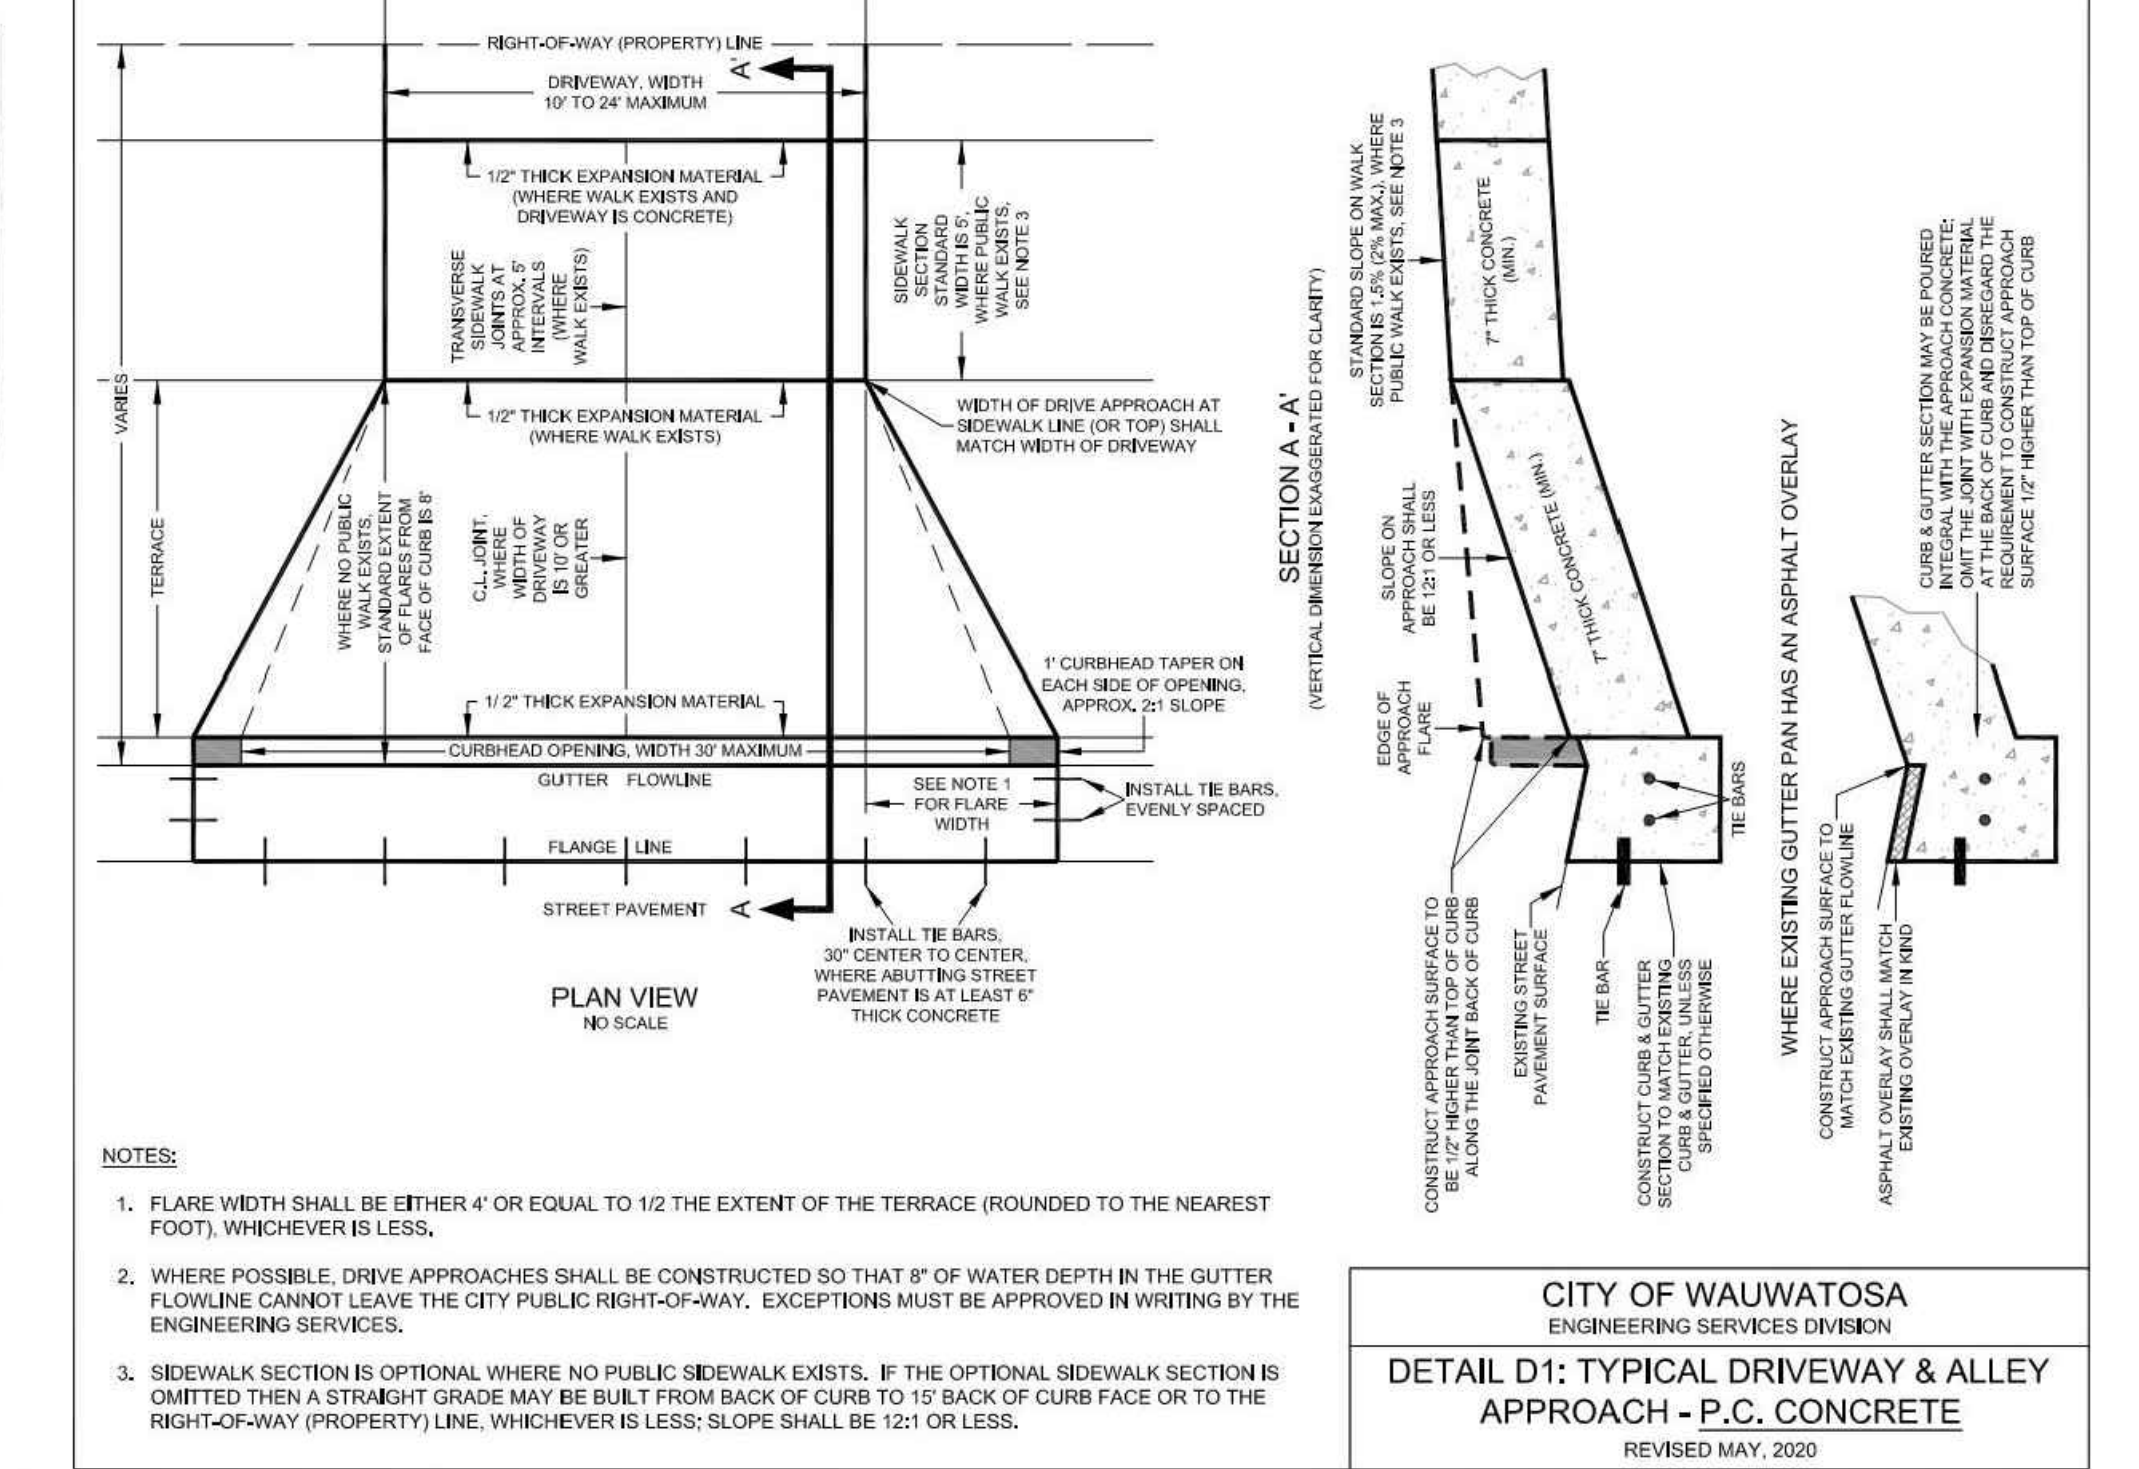 RIGHT-OF-WAY (PROPERTY) LINE
A'
DRIVEWAY, WIDTH
10' TO 24' MAXIMUM
1/2" THICK EXPANSION MATERIAL
(WHERE WALK EXISTS AND
DRIVEWAY IS CONCRETE)
TRANSVERSE
SIDEWALK
JOINTS AT
APPROX. 5'
INTERVALS
(WHERE
WALK EXISTS)
SIDEWALK
SECTION
STANDARD
WIDTH IS 5',
WHERE PUBLIC
WALK EXISTS,
SEE NOTE 3
VARIES
1/2" THICK EXPANSION MATERIAL
(WHERE WALK EXISTS)
WIDTH OF DRIVE APPROACH AT
SIDEWALK LINE (OR TOP) SHALL
MATCH WIDTH OF DRIVEWAY
TERRACE
WHERE NO PUBLIC
WALK EXISTS,
STANDARD EXTENT
OF FLARES FROM
FACE OF CURB IS 8'
C.L. JOINT,
WHERE
WIDTH OF
DRIVEWAY
IS 10' OR
GREATER
1' CURBHEAD TAPER ON
EACH SIDE OF OPENING,
APPROX. 2:1 SLOPE
1/ 2" THICK EXPANSION MATERIAL
CURBHEAD OPENING, WIDTH 30' MAXIMUM
GUTTER FLOWLINE
SEE NOTE 1
FOR FLARE
WIDTH
INSTALL TIE BARS,
EVENLY SPACED
FLANGE LINE
STREET PAVEMENT
A
INSTALL TIE BARS,
30" CENTER TO CENTER,
WHERE ABUTTING STREET
PAVEMENT IS AT LEAST 6"
THICK CONCRETE
PLAN VIEW
NO SCALE
SECTION A - A'
(VERTICAL DIMENSION EXAGGERATED FOR CLARITY)
STANDARD SLOPE ON WALK
SECTION IS 1.5% (2% MAX.), WHERE
PUBLIC WALK EXISTS, SEE NOTE 3
7" THICK CONCRETE
(MIN.)
SLOPE ON
APPROACH SHALL
BE 12:1 OR LESS
7" THICK CONCRETE (MIN.)
EDGE OF
APPROACH
FLARE
TIE BARS
CONSTRUCT APPROACH SURFACE TO
BE 1/2" HIGHER THAN TOP OF CURB
ALONG THE JOINT BACK OF CURB
EXISTING STREET
PAVEMENT SURFACE
TIE BAR
CONSTRUCT CURB & GUTTER
SECTION TO MATCH EXISTING
CURB & GUTTER, UNLESS
SPECIFIED OTHERWISE
WHERE EXISTING GUTTER PAN HAS AN ASPHALT OVERLAY
CURB & GUTTER SECTION MAY BE POURED
INTEGRAL WITH THE APPROACH CONCRETE;
OMIT THE JOINT WITH EXPANSION MATERIAL
AT THE BACK OF CURB AND DISREGARD THE
REQUIREMENT TO CONSTRUCT APPROACH
SURFACE 1/2" HIGHER THAN TOP OF CURB
CONSTRUCT APPROACH SURFACE TO
MATCH EXISTING GUTTER FLOWLINE
ASPHALT OVERLAY SHALL MATCH
EXISTING OVERLAY IN KIND
NOTES:
1. FLARE WIDTH SHALL BE EITHER 4' OR EQUAL TO 1/2 THE EXTENT OF THE TERRACE (ROUNDED TO THE NEAREST
FOOT), WHICHEVER IS LESS.
2. WHERE POSSIBLE, DRIVE APPROACHES SHALL BE CONSTRUCTED SO THAT 8" OF WATER DEPTH IN THE GUTTER
FLOWLINE CANNOT LEAVE THE CITY PUBLIC RIGHT-OF-WAY. EXCEPTIONS MUST BE APPROVED IN WRITING BY THE
ENGINEERING SERVICES.
3. SIDEWALK SECTION IS OPTIONAL WHERE NO PUBLIC SIDEWALK EXISTS. IF THE OPTIONAL SIDEWALK SECTION IS
OMITTED THEN A STRAIGHT GRADE MAY BE BUILT FROM BACK OF CURB TO 15' BACK OF CURB FACE OR TO THE
RIGHT-OF-WAY (PROPERTY) LINE, WHICHEVER IS LESS; SLOPE SHALL BE 12:1 OR LESS.
CITY OF WAUWATOSA
ENGINEERING SERVICES DIVISION
DETAIL D1: TYPICAL DRIVEWAY & ALLEY
APPROACH - P.C. CONCRETE
REVISED MAY, 2020